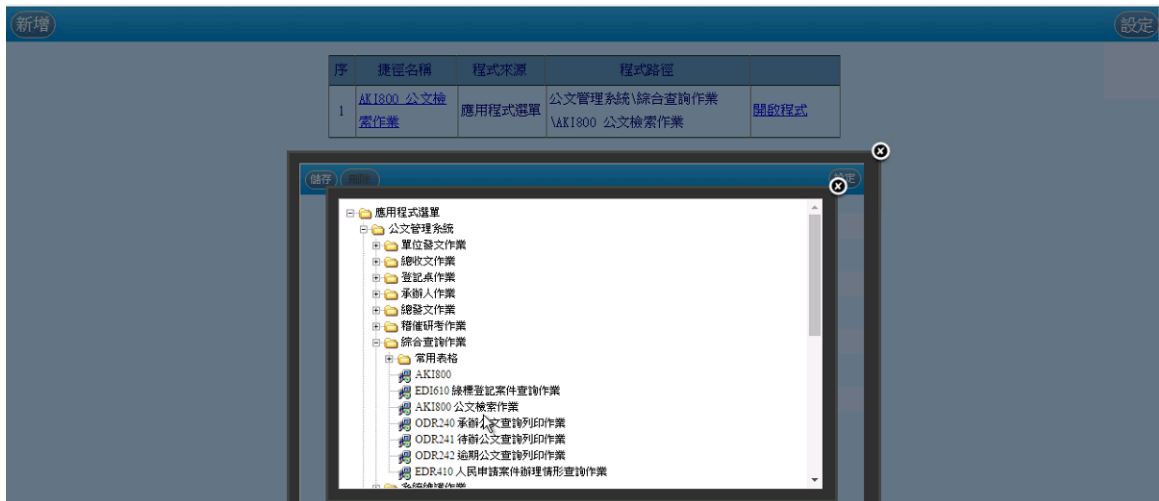 新增
設定
序 捷徑名稱 程式來源 程式路徑
1 AKI800 公文檢索作業 應用程式選單 公文管理系統\綜合查詢作業\AKI800 公文檢索作業 開啟程式
儲存 刪除 設定
應用程式選單
公文管理系統
單位發文作業
總收文作業
登記桌作業
承辦人作業
總發文作業
稽催研考作業
綜合查詢作業
常用表格
AKI800
EDI610 綠標登記案件查詢作業
AKI800 公文檢索作業
ODR240 承辦公文查詢列印作業
ODR241 待辦公文查詢列印作業
ODR242 逾期公文查詢列印作業
EDR410 人民申請案件辦理情形查詢作業
系統維護作業